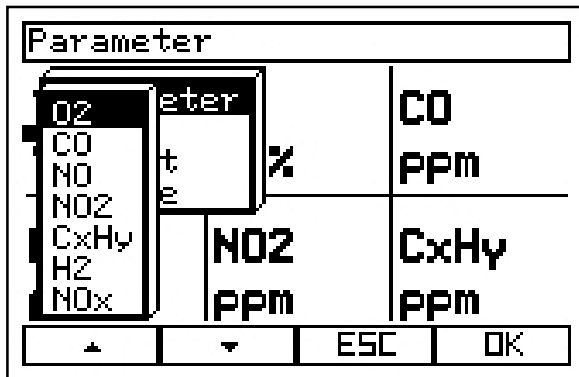 Parameter
O2
CO
NO
NO2
CxHy
H2
NOx
eter
t
e
%
CO
ppm
NO2
ppm
CxHy
ppm
▲ ▼ ESC OK